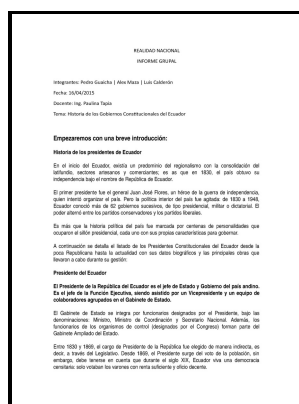 REALIDAD NACIONAL
INFORME GRUPAL
Integrantes: Pedro Guaicha | Alex Maza | Luis Calderón
Fecha: 16/04/2015
Docente: Ing. Paulina Tapia
Tema: Historia de los Gobiernos Constitucionales del Ecuador
Empezaremos con una breve introducción:
Historia de los presidentes de Ecuador
En el inicio del Ecuador, existía un predominio del regionalismo con la consolidación del
latifundio, sectores artesanos y comerciantes; es as que en 1830, el país obtuvo su
independencia bajo el nombre de República de Ecuador.
El primer presidente fue el general Juan José Flores, un héroe de la guerra de independencia,
quien intentó organizar el país. Pero la política interior del país fue agitada: de 1830 a 1948,
Ecuador conoció más de 62 gobiernos sucesivos, de tipo presidencial, militar o dictatorial. El
poder alternó entre los partidos conservadores y los partidos liberales.
Es más que la historia política del país fue marcada por centenas de personalidades que
ocuparon el sillón presidencial, cada uno con sus propias características para gobernar.
A continuación se detalla el listado de los Presidentes Constitucionales del Ecuador desde la
poca Republicana hasta la actualidad con sus datos biográficos y las principales obras que
llevaron a cabo durante su gestión:
Presidente del Ecuador
El Presidente de la República del Ecuador es el jefe de Estado y Gobierno del país andino.
Es el jefe de la Función Ejecutiva, siendo asistido por un Vicepresidente y un equipo de
colaboradores agrupados en el Gabinete de Estado.
El Gabinete de Estado se integra por funcionarios designados por el Presidente, bajo las
denominaciones: Ministro, Ministro de Coordinación y Secretario Nacional. Además, los
funcionarios de los organismos de control (designados por el Congreso) forman parte del
Gabinete Ampliado del Estado.
Entre 1830 y 1869, el cargo de Presidente de la República fue elegido de manera indirecta, es
decir, a través del Legislativo. Desde 1869, el Presidente surge del voto de la población, sin
embargo, debe tenerse en cuenta que durante el siglo XIX, Ecuador vivía una democracia
censitaria: solo votaban los varones con renta suficiente u oficio decente.